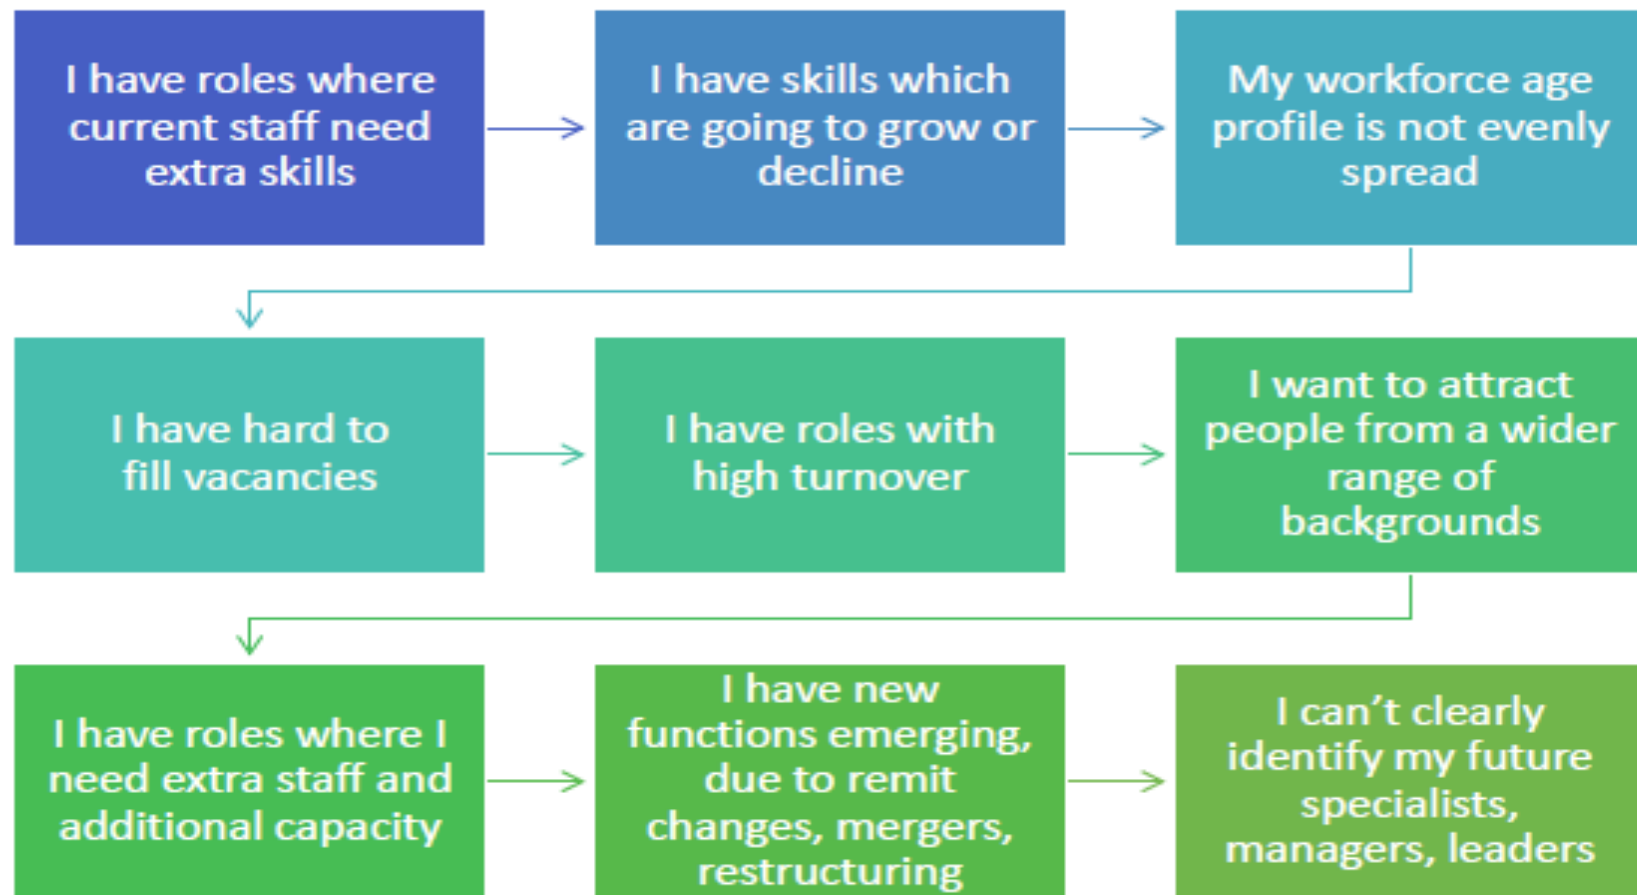 I have roles where
current staff need
extra skills
I have skills which
are going to grow or
decline
My workforce age
profile is not evenly
spread
I have hard to
fill vacancies
I have roles with
high turnover
I want to attract
people from a wider
range of
backgrounds
I have roles where I
need extra staff and
additional capacity
I have new
functions emerging,
due to remit
changes, mergers,
restructuring
I can’t clearly
identify my future
specialists,
managers, leaders